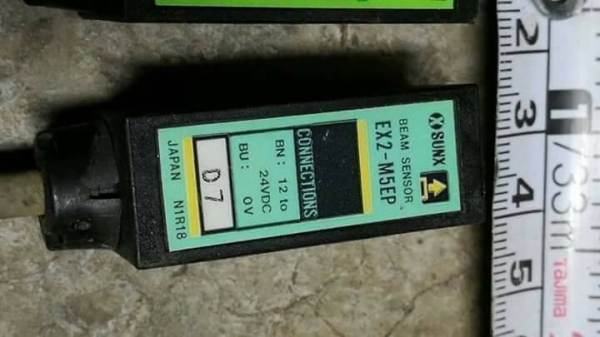 SUNX
BEAM SENSOR
EX2-M5EP
CONNECTIONS
BN: 12 to
24VDC
BU: 0V
D7
JAPAN N1R18
2
3
1733m
4
5
TAJIMA